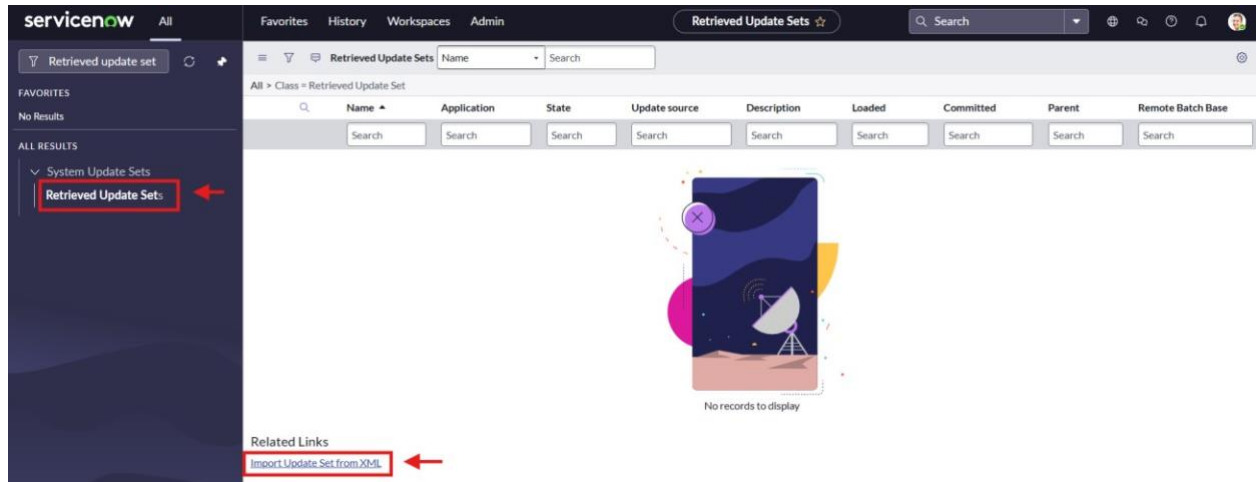 servicenow All Favorites History Workspaces Admin Retrieved Update Sets Search
Retrieved update set Retrieved Update Sets Name Search
All > Class = Retrieved Update Set
FAVORITES
No Results
Name Application State Update source Description Loaded Committed Parent Remote Batch Base
Search Search Search Search Search Search Search Search Search
ALL RESULTS
System Update Sets
Retrieved Update Sets
No records to display
Related Links
Import Update Set from XML